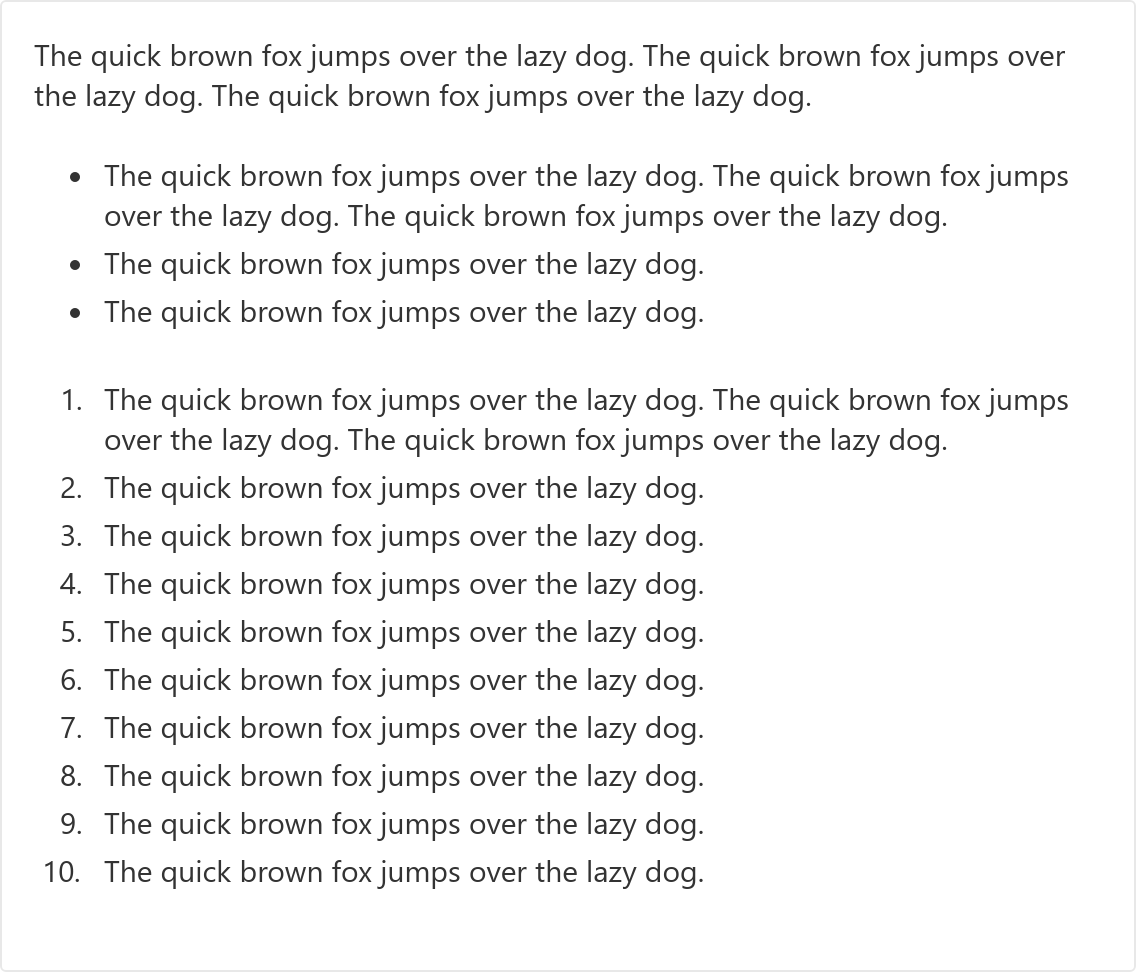 The quick brown fox jumps over the lazy dog. The quick brown fox jumps over
the lazy dog. The quick brown fox jumps over the lazy dog.
• The quick brown fox jumps over the lazy dog. The quick brown fox jumps
over the lazy dog. The quick brown fox jumps over the lazy dog.
• The quick brown fox jumps over the lazy dog.
• The quick brown fox jumps over the lazy dog.
1. The quick brown fox jumps over the lazy dog. The quick brown fox jumps
over the lazy dog. The quick brown fox jumps over the lazy dog.
2. The quick brown fox jumps over the lazy dog.
3. The quick brown fox jumps over the lazy dog.
4. The quick brown fox jumps over the lazy dog.
5. The quick brown fox jumps over the lazy dog.
6. The quick brown fox jumps over the lazy dog.
7. The quick brown fox jumps over the lazy dog.
8. The quick brown fox jumps over the lazy dog.
9. The quick brown fox jumps over the lazy dog.
10. The quick brown fox jumps over the lazy dog.